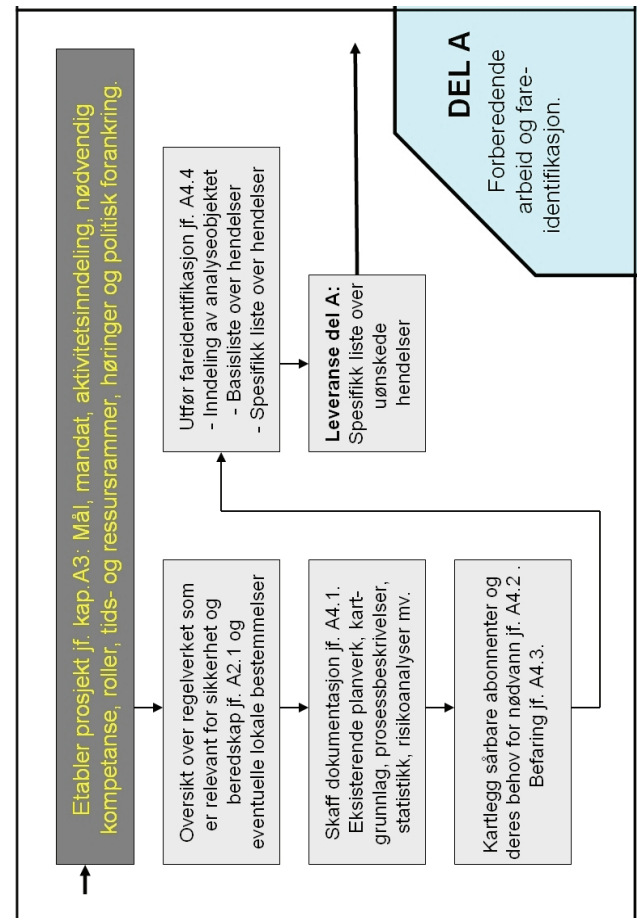 Etabler prosjekt jf. kap.A3: Mål, mandat, aktivitetsinndeling, nødvendig
kompetanse, roller, tids- og ressursrammer, høringer og politisk forankring.
Oversikt over regelverket som
er relevant for sikkerhet og
beredskap jf. A2.1 og
eventuelle lokale bestemmelser
Skaff dokumentasjon jf. A4.1.
Eksisterende planverk, kart-
grunnlag, prosessbeskrivelser,
statistikk, risikoanalyser mv.
Kartlegg sårbare abonnenter og
deres behov for nødvann jf. A4.2 .
Befaring jf. A4.3.
Utfør fareidentifikasjon jf. A4.4
- Inndeling av analyseobjektet
- Basisliste over hendelser
- Spesifikk liste over hendelser
Leveranse del A:
Spesifikk liste over
uønskede
hendelser
DEL A
Forberedende
arbeid og fare-
identifikasjon.